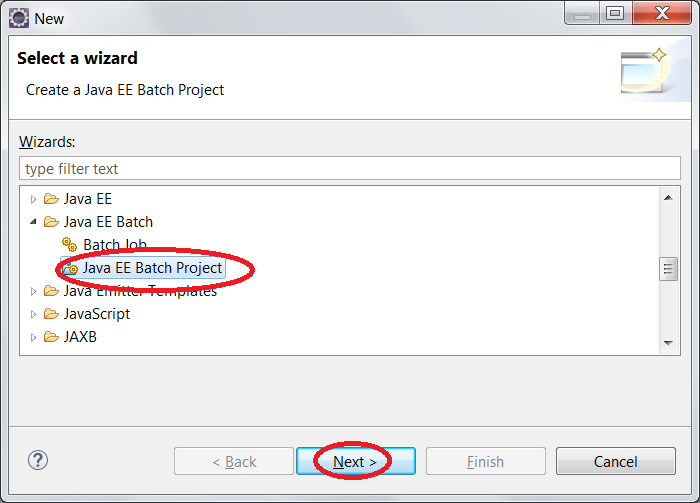 New
Select a wizard
Create a Java EE Batch Project
Wizards:
type filter text
Java EE
Java EE Batch
Batch Job
Java EE Batch Project
Java Emitter Templates
JavaScript
JAXB
? < Back Next > Finish Cancel